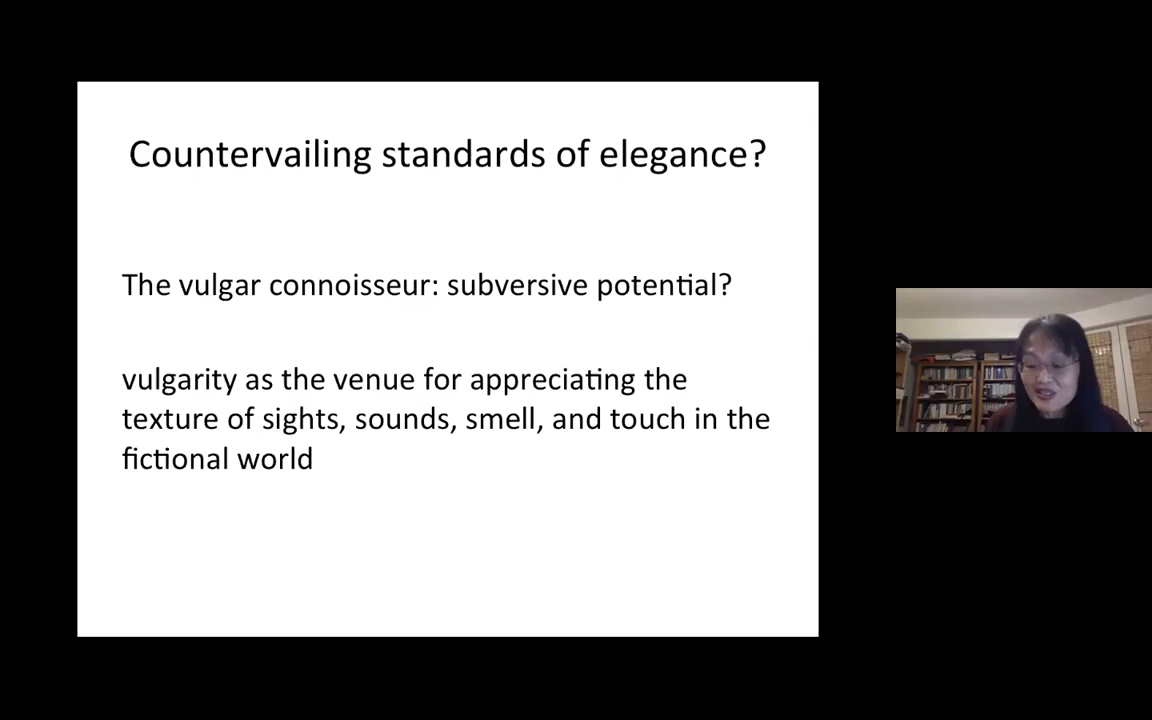 Countervailing standards of elegance?
The vulgar connoisseur: subversive potential?
vulgarity as the venue for appreciating the
texture of sights, sounds, smell, and touch in the
fictional world